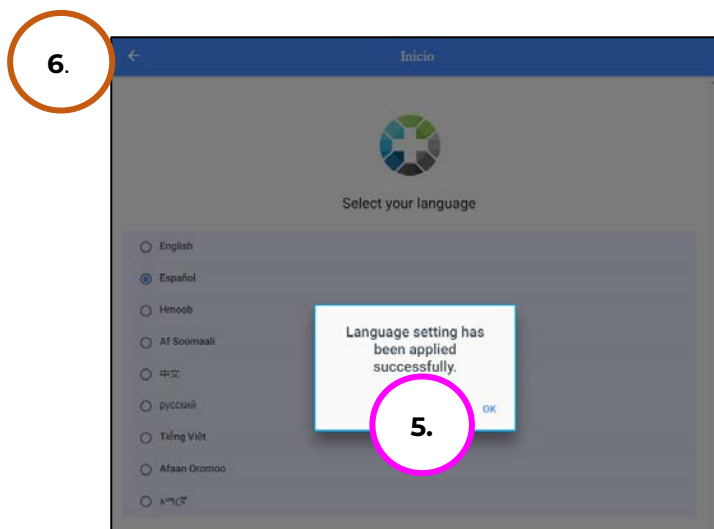 6.
Inicio
Select your language
English
Español
Hmoob
Af Soomaali
中文
русский
Tiếng Việt
Afaan Oromoo
አማርኛ
Language setting has
been applied
successfully.
OK
5.